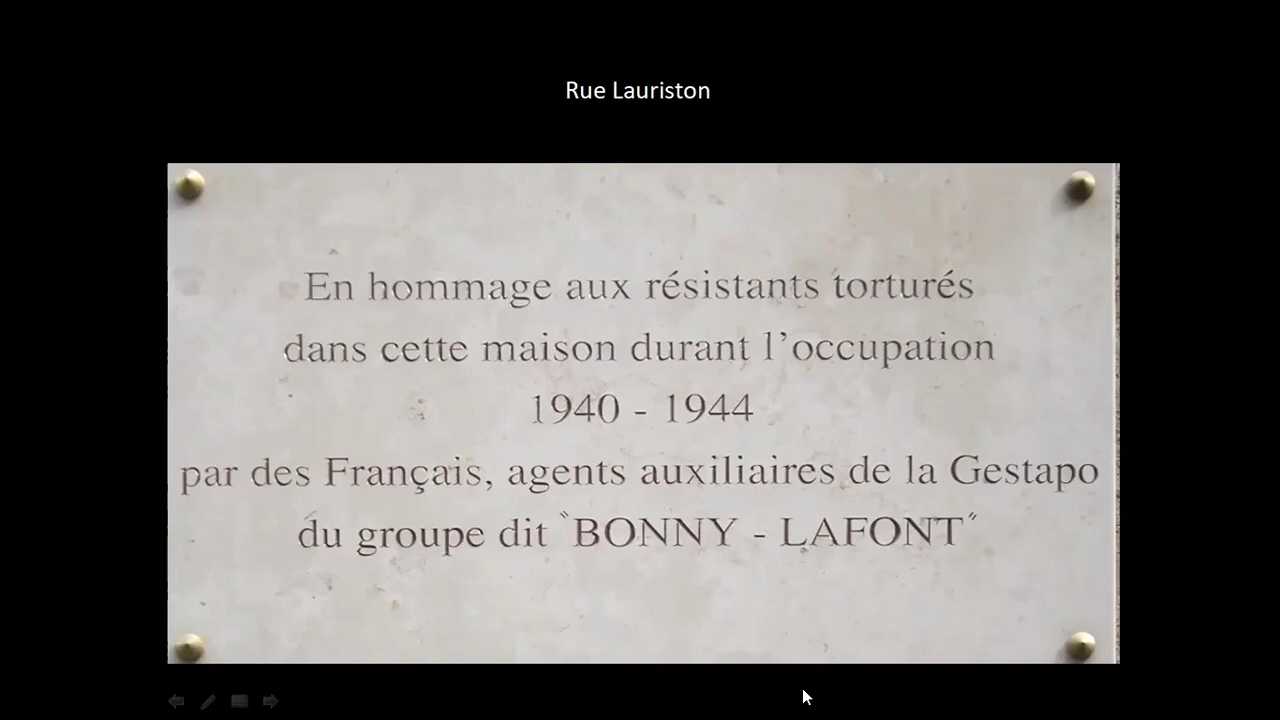 Rue Lauriston
En hommage aux résistants torturés
dans cette maison durant l'occupation
1940 - 1944
par des Français, agents auxiliaires de la Gestapo
du groupe dit "BONNY - LAFONT"